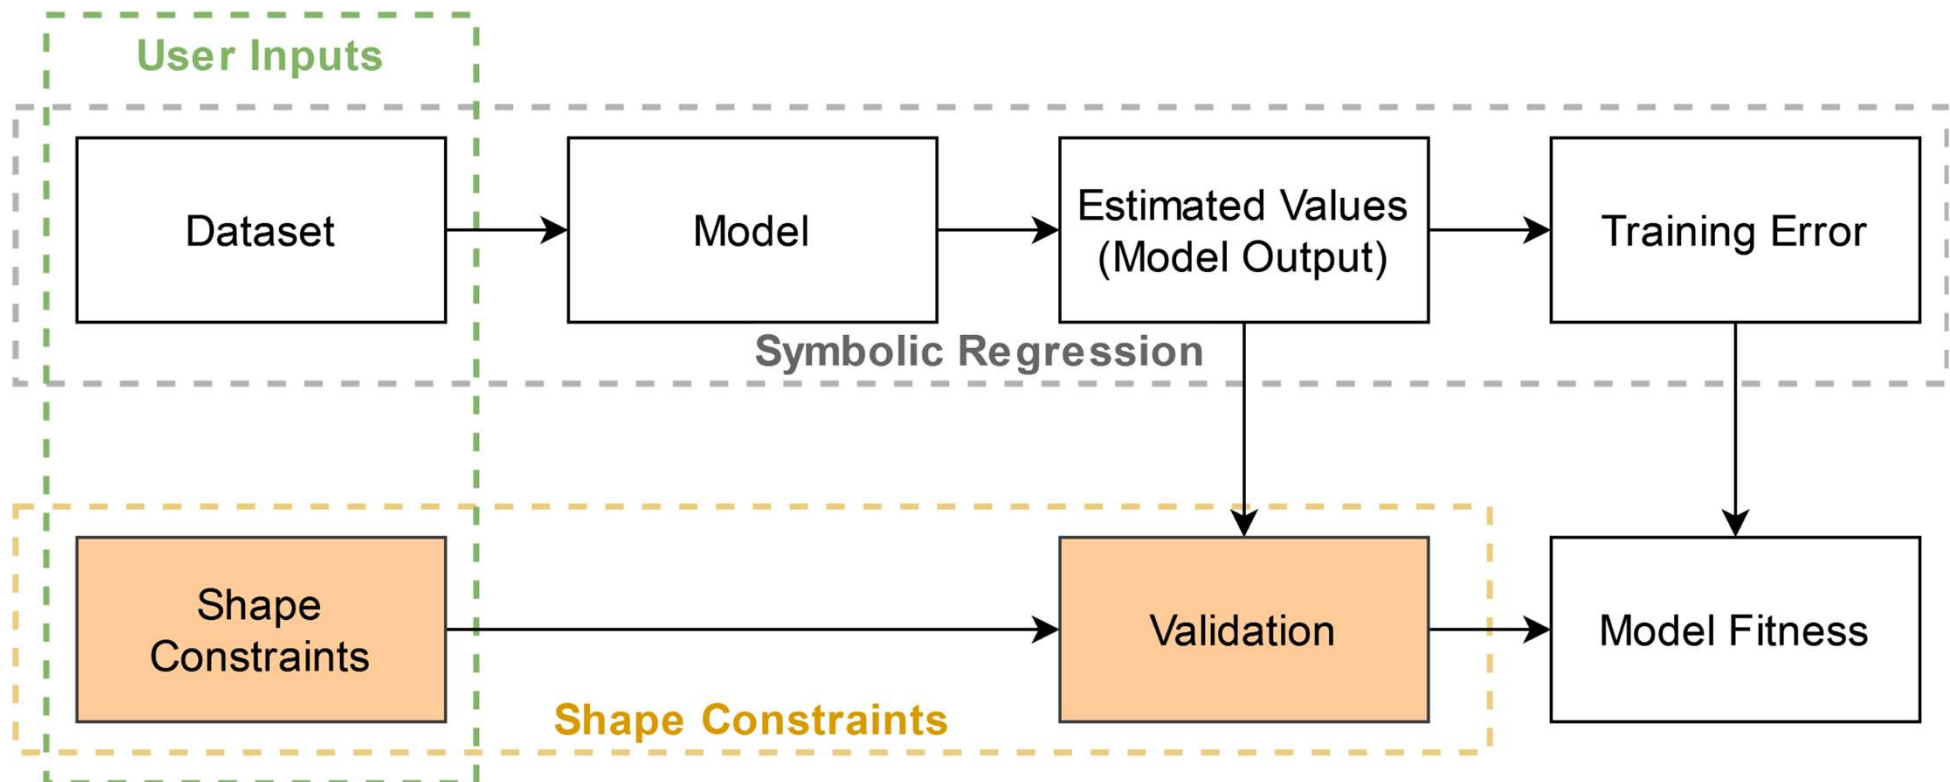 User Inputs
Dataset
Model
Estimated Values
(Model Output)
Training Error
Symbolic Regression
Shape
Constraints
Validation
Model Fitness
Shape Constraints